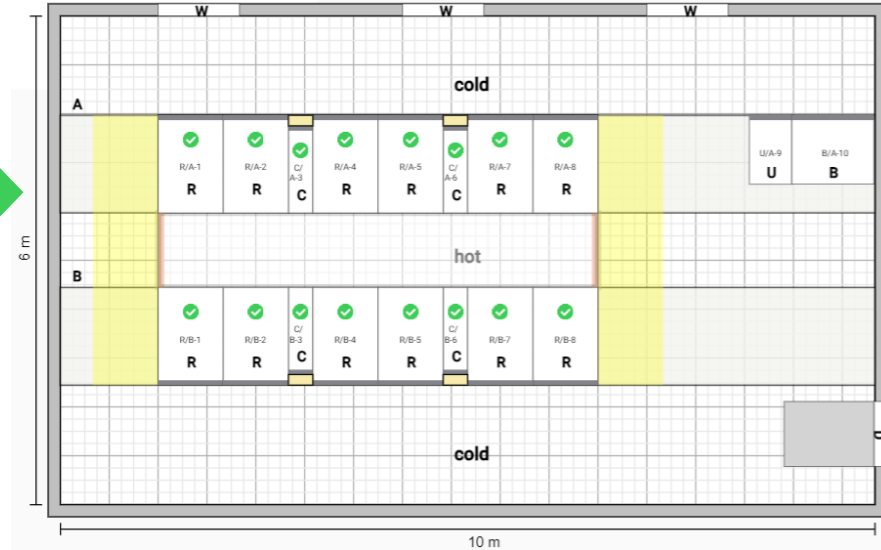 W W W
cold
A
R/A-1 R/A-2 C/ R/A-4 R/A-5 C/ R/A-7 R/A-8 U/A-9 B/A-10
A-3 A-6
R R C R R C R R U B
6 m
hot
B
R/B-1 R/B-2 C/ R/B-4 R/B-5 C/ R/B-7 R/B-8
B-3 B-6
R R C R R C R R
cold
10 m